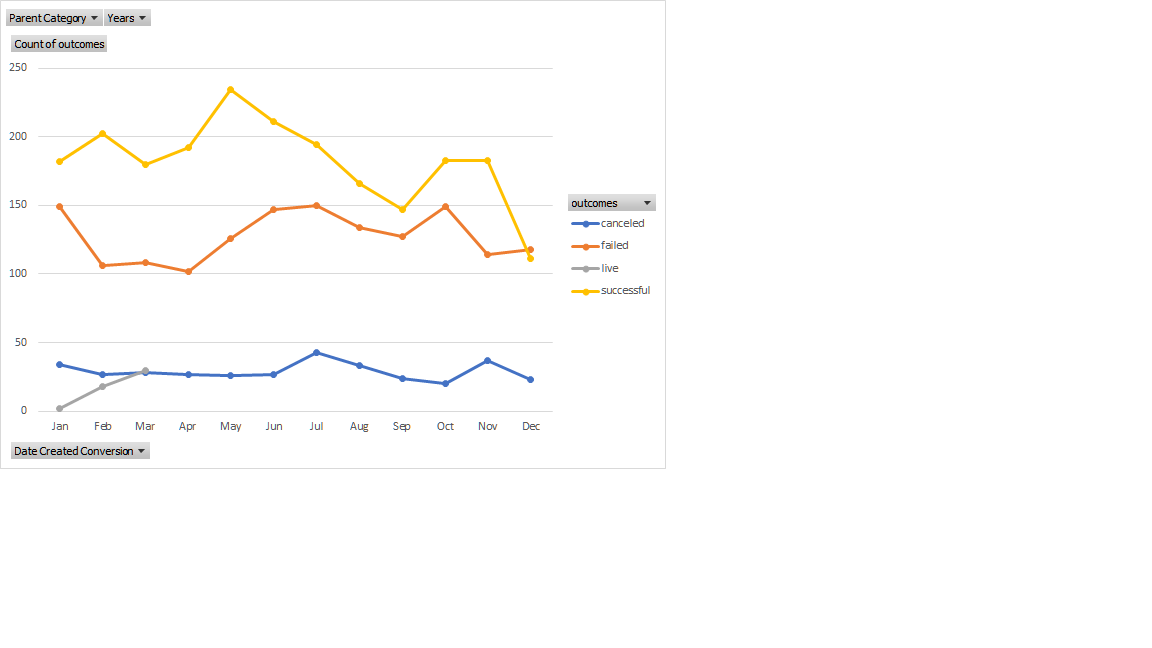 Parent Category Years
Count of outcomes
250
200
150
100
50
0
Jan Feb Mar Apr May Jun Jul Aug Sep Oct Nov Dec
Date Created Conversion
outcomes
canceled
failed
live
successful